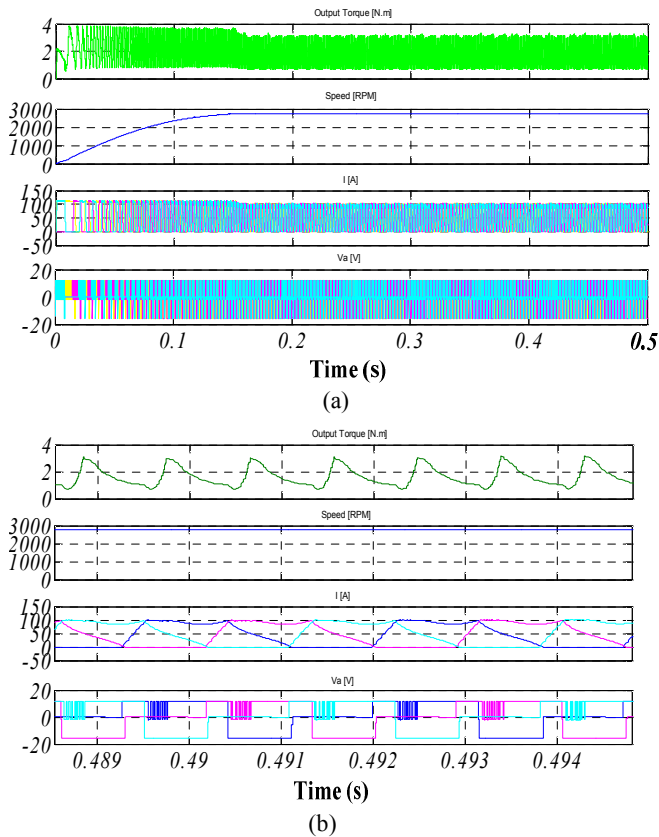 Output Torque [N.m]
4
2
0
Speed [RPM]
3000
2000
1000
0
I [A]
150
100
50
0
-50
Va [V]
20
0
-20
0 0.1 0.2 0.3 0.4 0.5
Time (s)
(a)
Output Torque [N.m]
4
2
0
Speed [RPM]
3000
2000
1000
0
I [A]
150
100
50
0
-50
Va [V]
20
0
-20
0.489 0.49 0.491 0.492 0.493 0.494
Time (s)
(b)